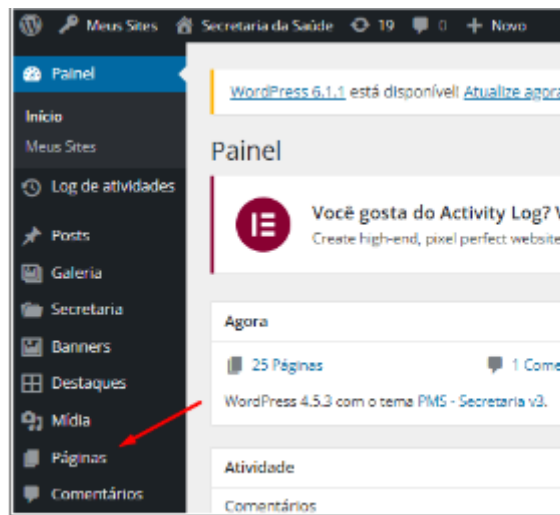 Meus Sites Secretaria da Saúde 19 0 + Novo
Painel
Início
Meus Sites
Log de atividades
Posts
Galeria
Secretaria
Banners
Destaques
Mídia
Páginas
Comentários
WordPress 6.1.1 está disponível! Atualize agora
Painel
Você gosta do Activity Log?
Create high-end, pixel perfect website
Agora
25 Páginas 1 Come
WordPress 4.5.3 com o tema PMS - Secretaria v3.
Atividade
Comentários